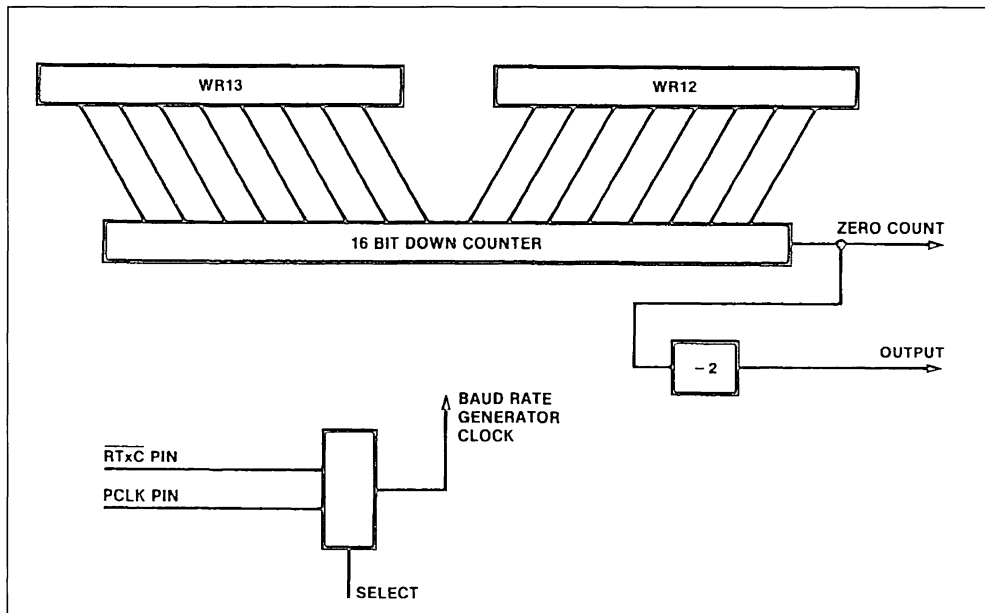 WR13
WR12
16 BIT DOWN COUNTER
ZERO COUNT
−2
OUTPUT
BAUD RATE
GENERATOR
CLOCK
RTxC PIN
PCLK PIN
SELECT